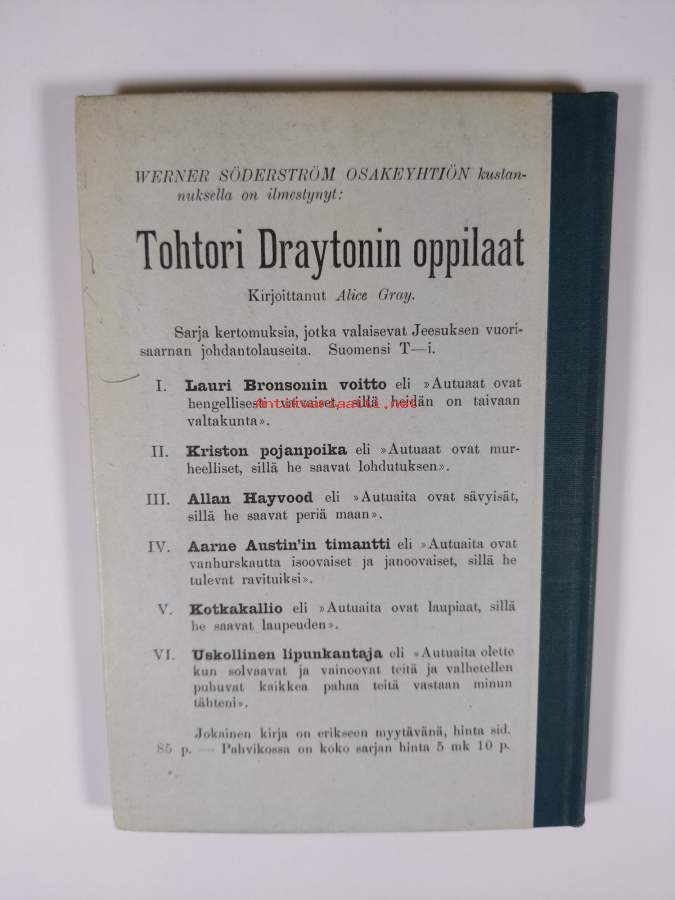 WERNER SÖDERSTRÖM OSAKEYHTIÖN kustan-
nuksella on ilmestynyt:
Tohtori Draytonin oppilaat
Kirjoittanut Alice Gray.
Sarja kertomuksia, jotka valaisevat Jeesuksen vuori-
saarnan johdantolauseita. Suomensi T—i.
I. Lauri Bronsonin voitto eli »Autuaat ovat
hengellisesti vaivaiset, sillä heidän on taivaan
valtakunta».
antikvariaatti.net
II. Kriston pojanpoika eli »Autuaat ovat mur-
heelliset, sillä he saavat lohdutuksen».
III. Allan Hayvood eli »Autuaita ovat sävyisät,
sillä he saavat periä maan».
IV. Aarne Austin'in timantti eli »Autuaita ovat
vanhurskautta isoovaiset ja janoovaiset, sillä he
tulevat ravituiksi».
V. Kotkakallio eli »Autuaita ovat laupiaat, sillä
he saavat laupeuden».
VI. Uskollinen lipunkantaja eli »Autuaita olette
kun solvaavat ja vainoovat teitä ja valhetellen
puhuvat kaikkea pahaa teitä vastaan minun
tähteni».
Jokainen kirja on erikseen myytävänä, hinta sid.
85 p. — Pahvikossa on koko sarjan hinta 5 mk 10 p.